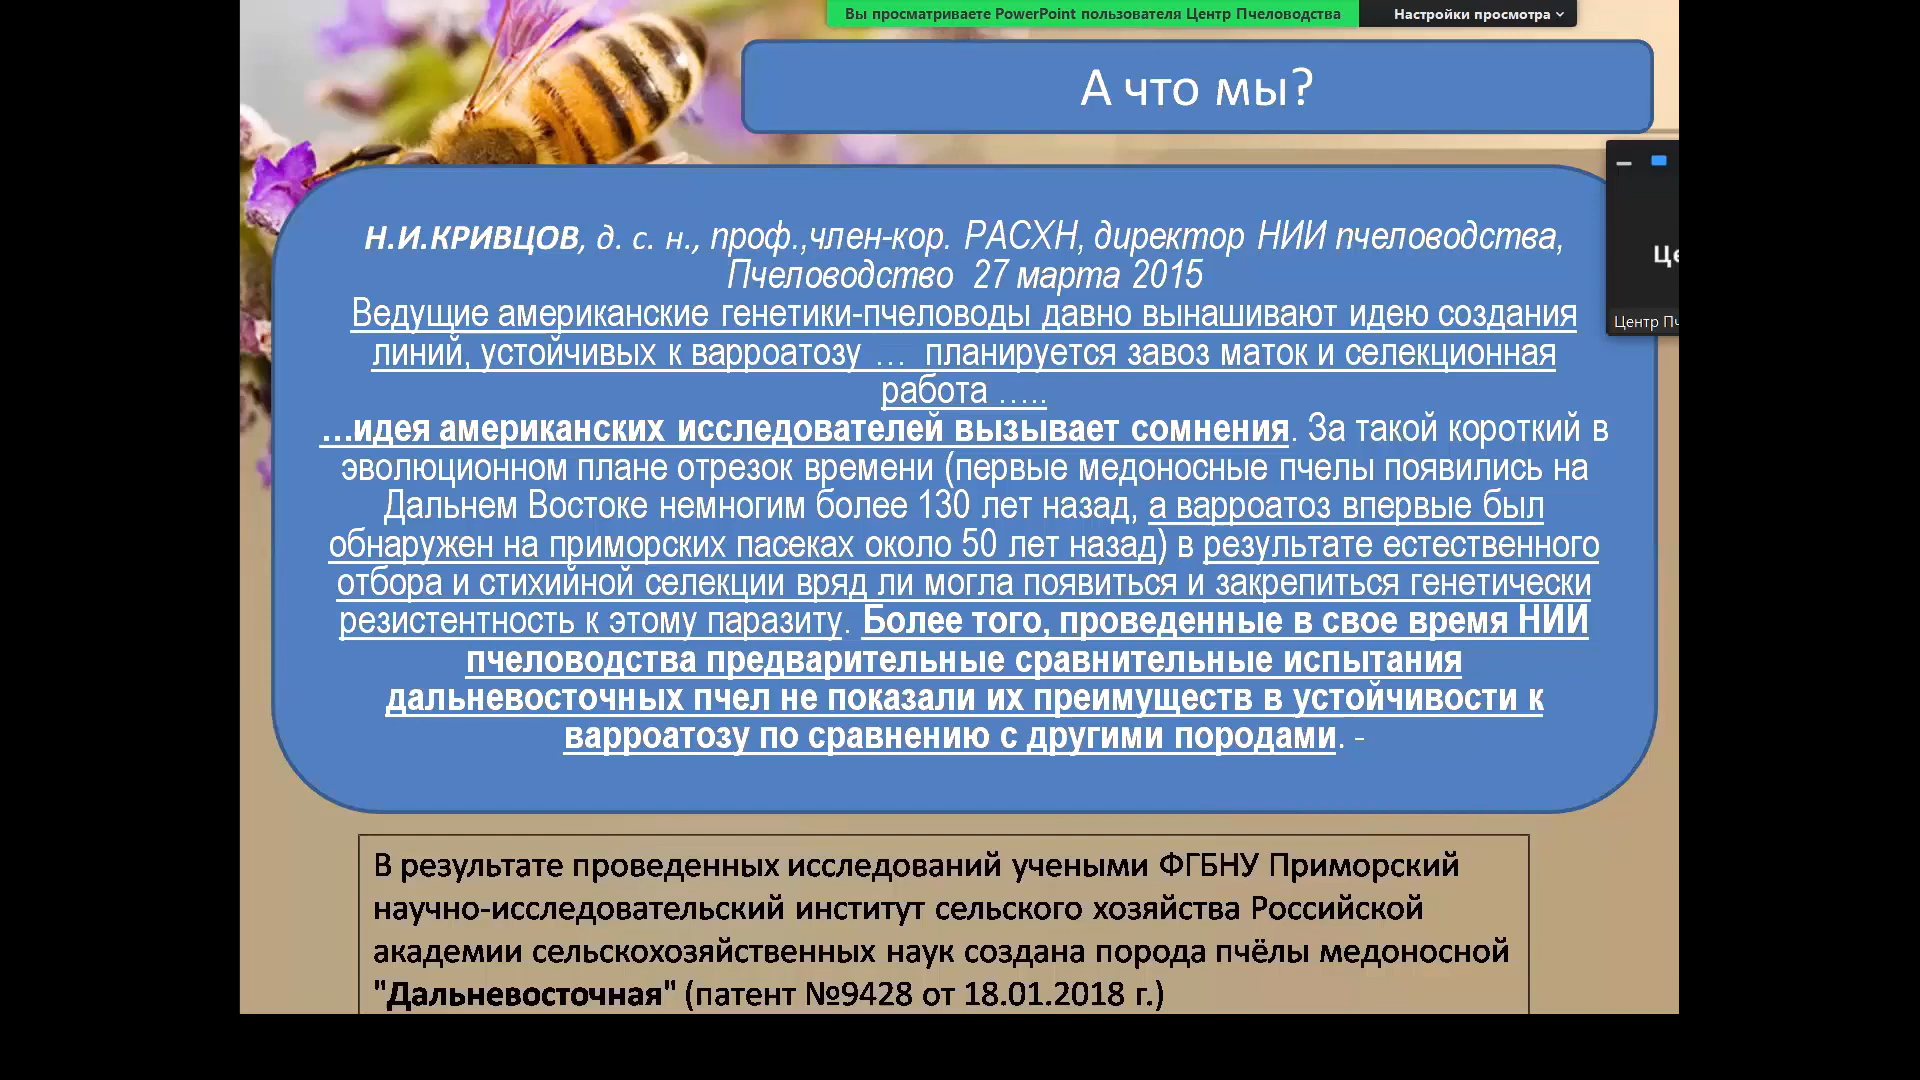 Вы просматриваете PowerPoint пользователя Центр Пчеловодства
Настройки просмотра
А что мы?
Н.И.КРИВЦОВ, д. с. н., проф.,член-кор. РАСХН, директор НИИ пчеловодства,
Пчеловодство 27 марта 2015
Ведущие американские генетики-пчеловоды давно вынашивают идею создания
линий, устойчивых к варроатозу … планируется завоз маток и селекционная
работа …..
…идея американских исследователей вызывает сомнения. За такой короткий в
эволюционном плане отрезок времени (первые медоносные пчелы появились на
Дальнем Востоке немногим более 130 лет назад, а варроатоз впервые был
обнаружен на приморских пасеках около 50 лет назад) в результате естественного
отбора и стихийной селекции вряд ли могла появиться и закрепиться генетически
резистентность к этому паразиту. Более того, проведенные в свое время НИИ
пчеловодства предварительные сравнительные испытания
дальневосточных пчел не показали их преимуществ в устойчивости к
варроатозу по сравнению с другими породами. -
Це
Центр Пч
В результате проведенных исследований учеными ФГБНУ Приморский
научно-исследовательский институт сельского хозяйства Российской
академии сельскохозяйственных наук создана порода пчёлы медоносной
"Дальневосточная" (патент №9428 от 18.01.2018 г.)